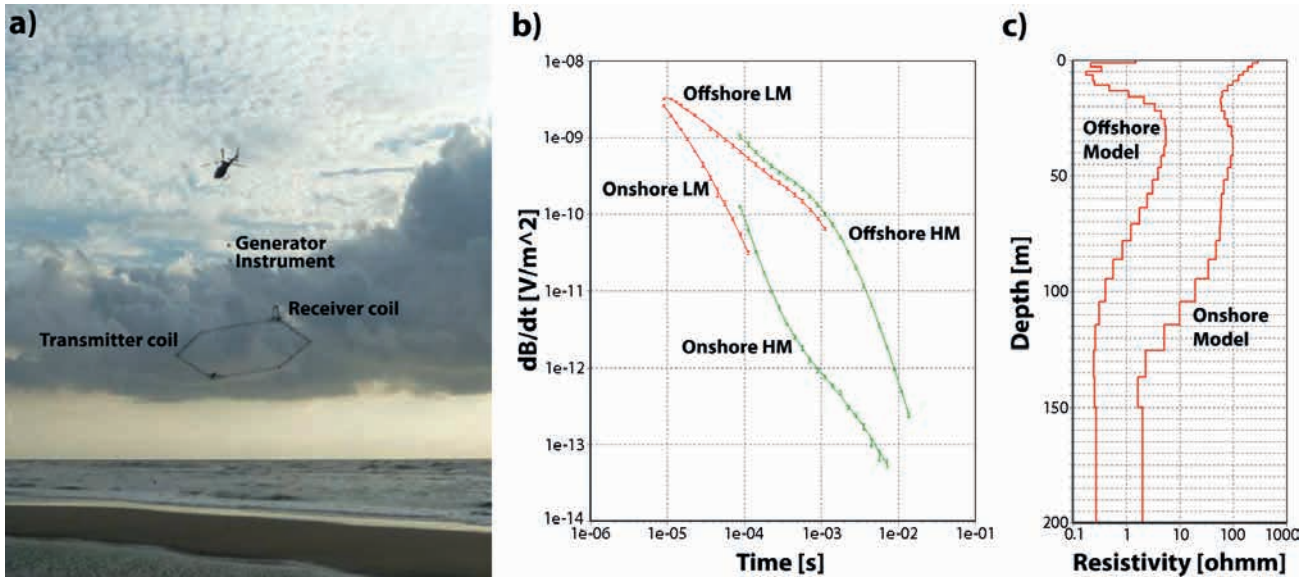 a)
Generator
Instrument
Receiver coil
Transmitter coil
b)
1e-08
1e-09
1e-10
1e-11
1e-12
1e-13
1e-14
dB/dt [V/m^2]
Offshore LM
Onshore LM
Offshore HM
Onshore HM
1e-06
1e-05
1e-04
1e-03
1e-02
1e-01
Time [s]
c)
0
50
100
150
200
Depth [m]
Offshore
Model
Onshore
Model
0.1
1
10
100
1000
Resistivity [ohmm]